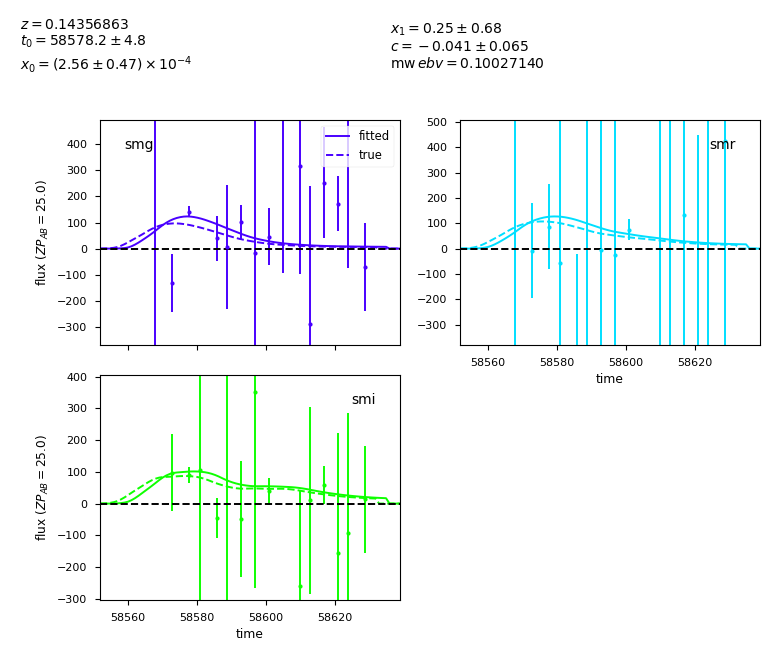 z = 0.14356863
t₀ = 58578.2 ± 4.8
x₀ = (2.56 ± 0.47) × 10⁻⁴
x₁ = 0.25 ± 0.68
c = −0.041 ± 0.065
mw ebv = 0.10027140
smg
fitted
true
400
300
200
100
0
−100
−200
−300
flux (ZP_AB = 25.0)
smr
500
400
300
200
100
0
−100
−200
−300
58560 58580 58600 58620
time
smi
400
300
200
100
0
−100
−200
−300
flux (ZP_AB = 25.0)
58560 58580 58600 58620
time